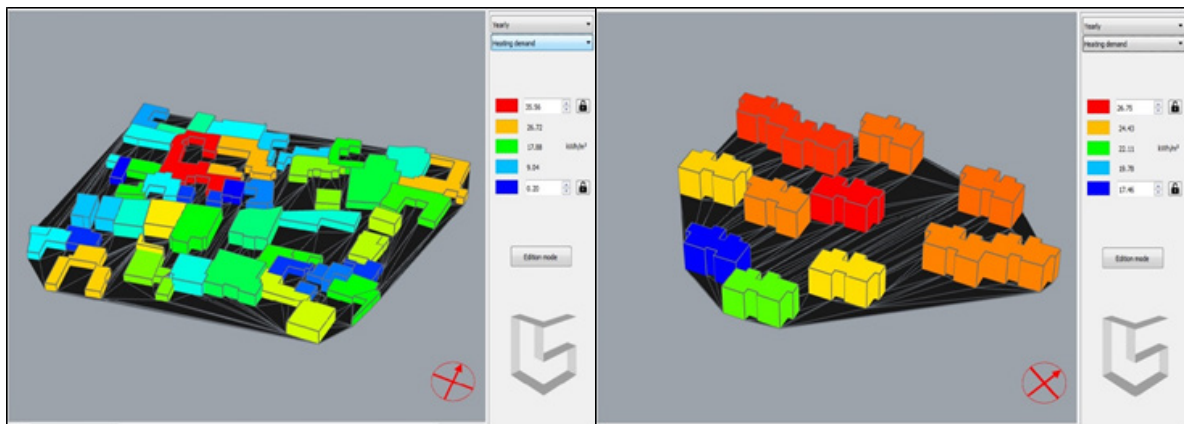 Yearly
Heating demand
35.56
26.72
17.88 kWh/m²
9.04
0.20
Edition mode
Yearly
Heating demand
26.75
24.43
22.11 kWh/m²
19.78
17.46
Edition mode